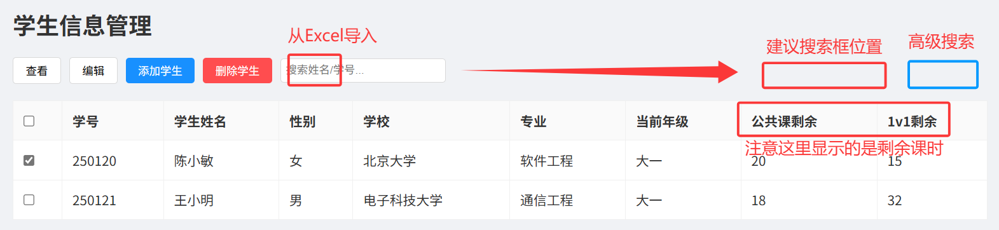 学生信息管理
从Excel导入
建议搜索框位置
高级搜索
查看 编辑 添加学生 删除学生 搜索姓名/学号...
学号 学生姓名 性别 学校 专业 当前年级 公共课剩余 1v1剩余
注意这里显示的是剩余课时
250120 陈小敏 女 北京大学 软件工程 大一 20 15
250121 王小明 男 电子科技大学 通信工程 大一 18 32